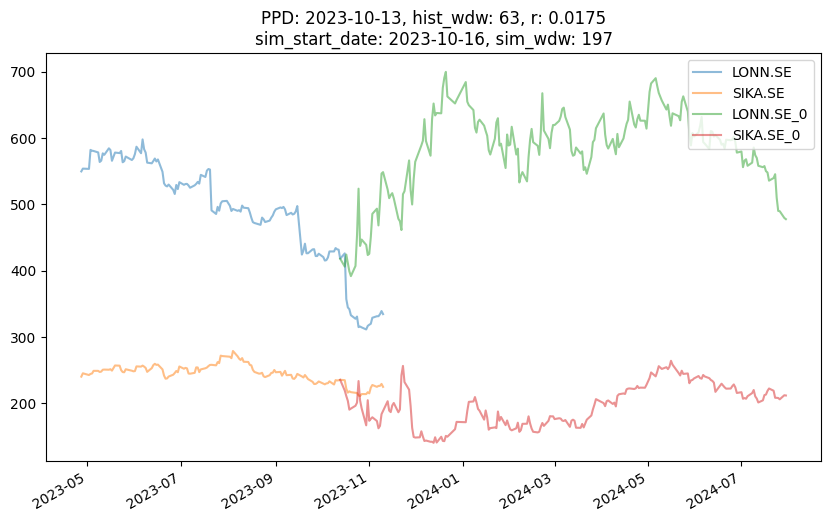 PPD: 2023-10-13, hist_wdw: 63, r: 0.0175
sim_start_date: 2023-10-16, sim_wdw: 197
LONN.SE
SIKA.SE
LONN.SE_0
SIKA.SE_0
700
600
500
400
300
200
2023-05
2023-07
2023-09
2023-11
2024-01
2024-03
2024-05
2024-07